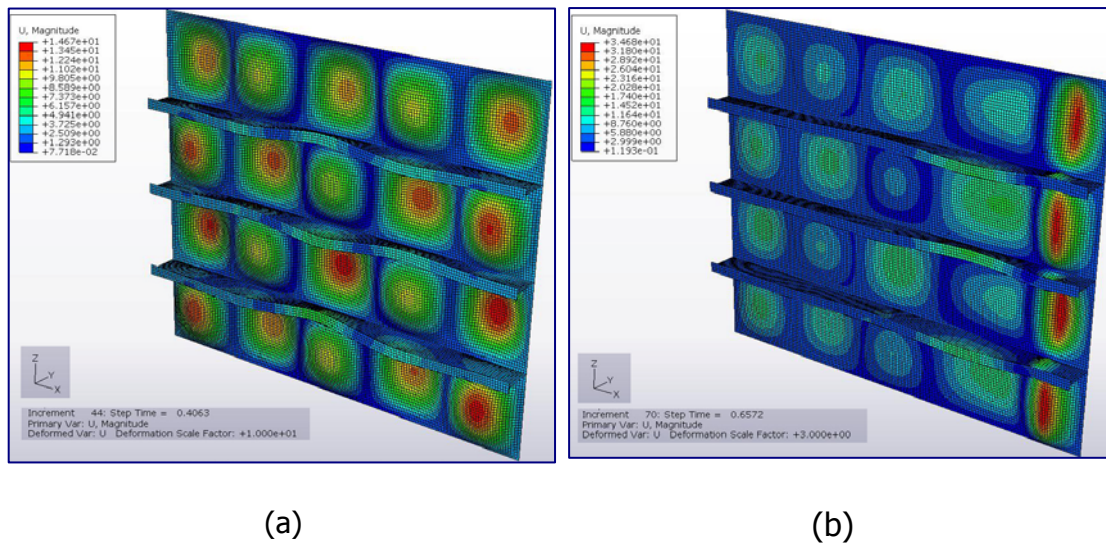 U, Magnitude
+1.467e+01
+1.345e+01
+1.224e+01
+1.102e+01
+9.805e+00
+8.589e+00
+7.373e+00
+6.157e+00
+4.941e+00
+3.725e+00
+2.509e+00
+1.293e+00
+7.718e-02
Z
Y
X
Increment 44: Step Time = 0.4063
Primary Var: U, Magnitude
Deformed Var: U Deformation Scale Factor: +1.000e+01
(a)
U, Magnitude
+3.468e+01
+3.180e+01
+2.892e+01
+2.604e+01
+2.316e+01
+2.028e+01
+1.740e+01
+1.452e+01
+1.164e+01
+8.760e+00
+5.880e+00
+2.999e+00
+1.193e-01
Z
Y
X
Increment 70: Step Time = 0.6572
Primary Var: U, Magnitude
Deformed Var: U Deformation Scale Factor: +3.000e+00
(b)